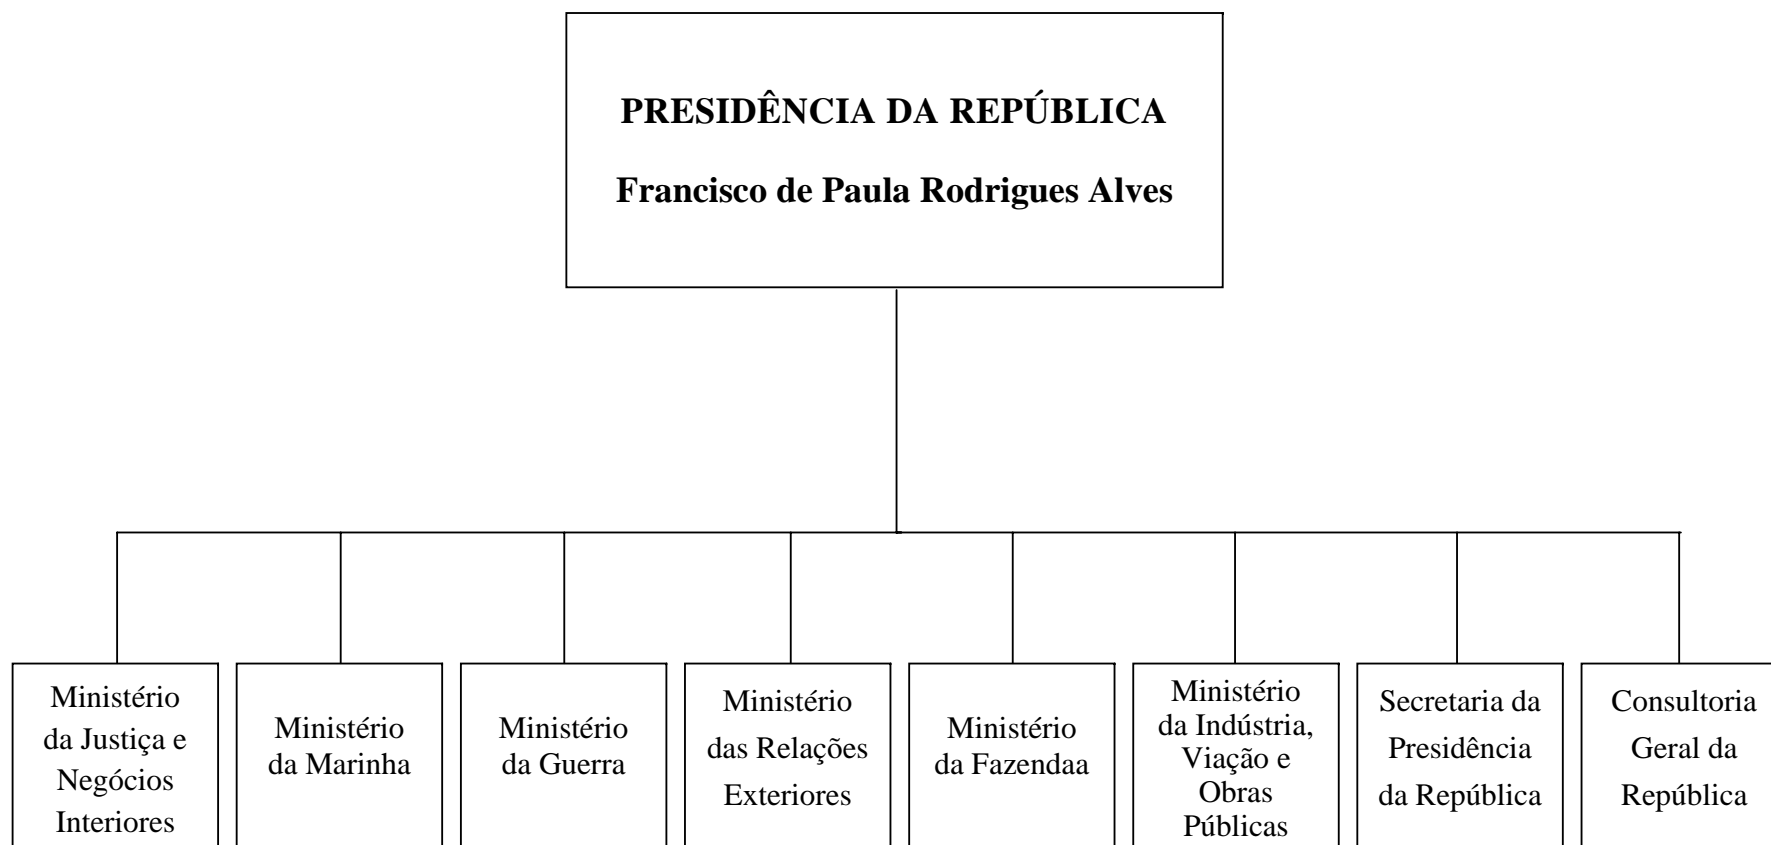 PRESIDÊNCIA DA REPÚBLICA
Francisco de Paula Rodrigues Alves
Ministério
da Justiça e
Negócios
Interiores
Ministério
da Marinha
Ministério
da Guerra
Ministério
das Relações
Exteriores
Ministério
da Fazendaa
Ministério
da Indústria,
Viação e
Obras
Públicas
Secretaria da
Presidência
da República
Consultoria
Geral da
República